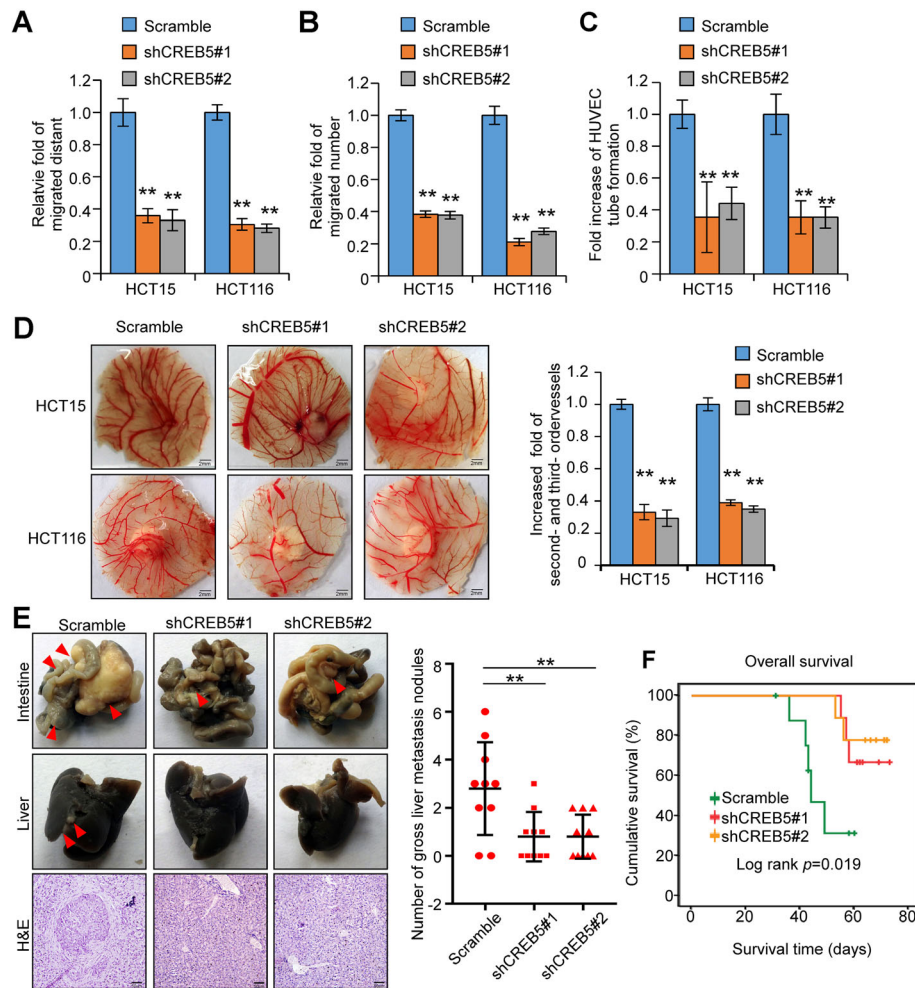 A
Scramble
shCREB5#1
shCREB5#2
Relatvie fold of
migrated distant
1.2
1.0
0.8
0.6
0.4
0.2
0
** ** ** **
HCT15 HCT116
B
Scramble
shCREB5#1
shCREB5#2
Relatvie fold of
migrated number
1.2
1.0
0.8
0.6
0.4
0.2
0
** ** ** **
HCT15 HCT116
C
Scramble
shCREB5#1
shCREB5#2
Fold increase of HUVEC
tube formation
1.2
1.0
0.8
0.6
0.4
0.2
0
** ** ** **
HCT15 HCT116
D
Scramble shCREB5#1 shCREB5#2
HCT15
2mm 2mm 2mm
HCT116
2mm 2mm 2mm
Scramble
shCREB5#1
shCREB5#2
Increased fold of
second- and third- ordervessels
1.2
1.0
0.8
0.6
0.4
0.2
0
** ** ** **
HCT15 HCT116
E
Scramble shCREB5#1 shCREB5#2
Intestine
Liver
H&E
Number of gross liver metastasis nodules
8
6
4
2
0
-2
**
**
Scramble
shCREB5#1
shCREB5#2
F
Overall survival
Cumulative survival (%)
100
80
60
40
20
0
Scramble
shCREB5#1
shCREB5#2
Log rank p=0.019
0 20 40 60 80
Survival time (days)